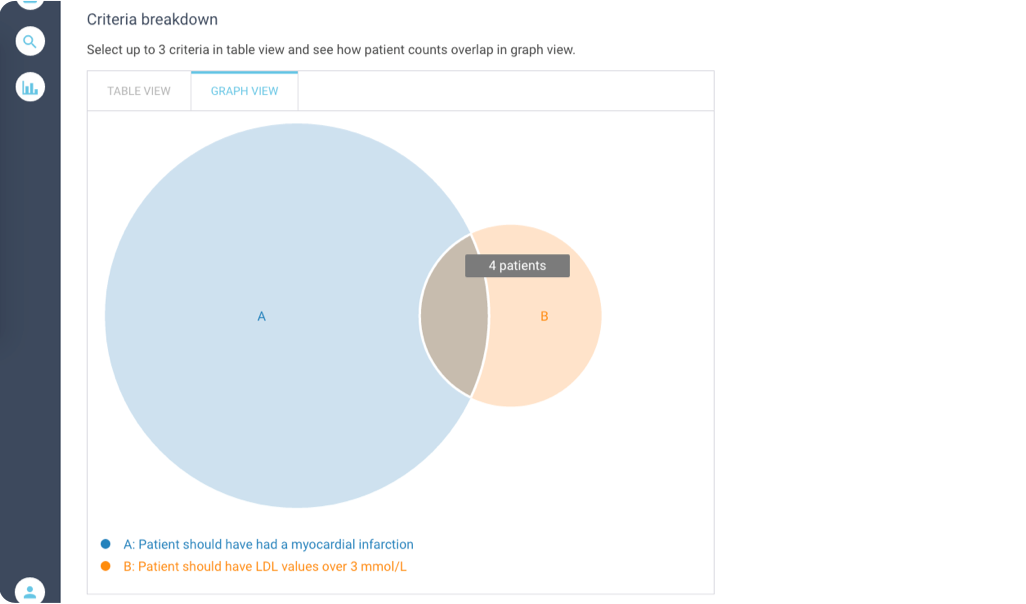 Criteria breakdown
Select up to 3 criteria in table view and see how patient counts overlap in graph view.
TABLE VIEW GRAPH VIEW
4 patients
A B
A: Patient should have had a myocardial infarction
B: Patient should have LDL values over 3 mmol/L